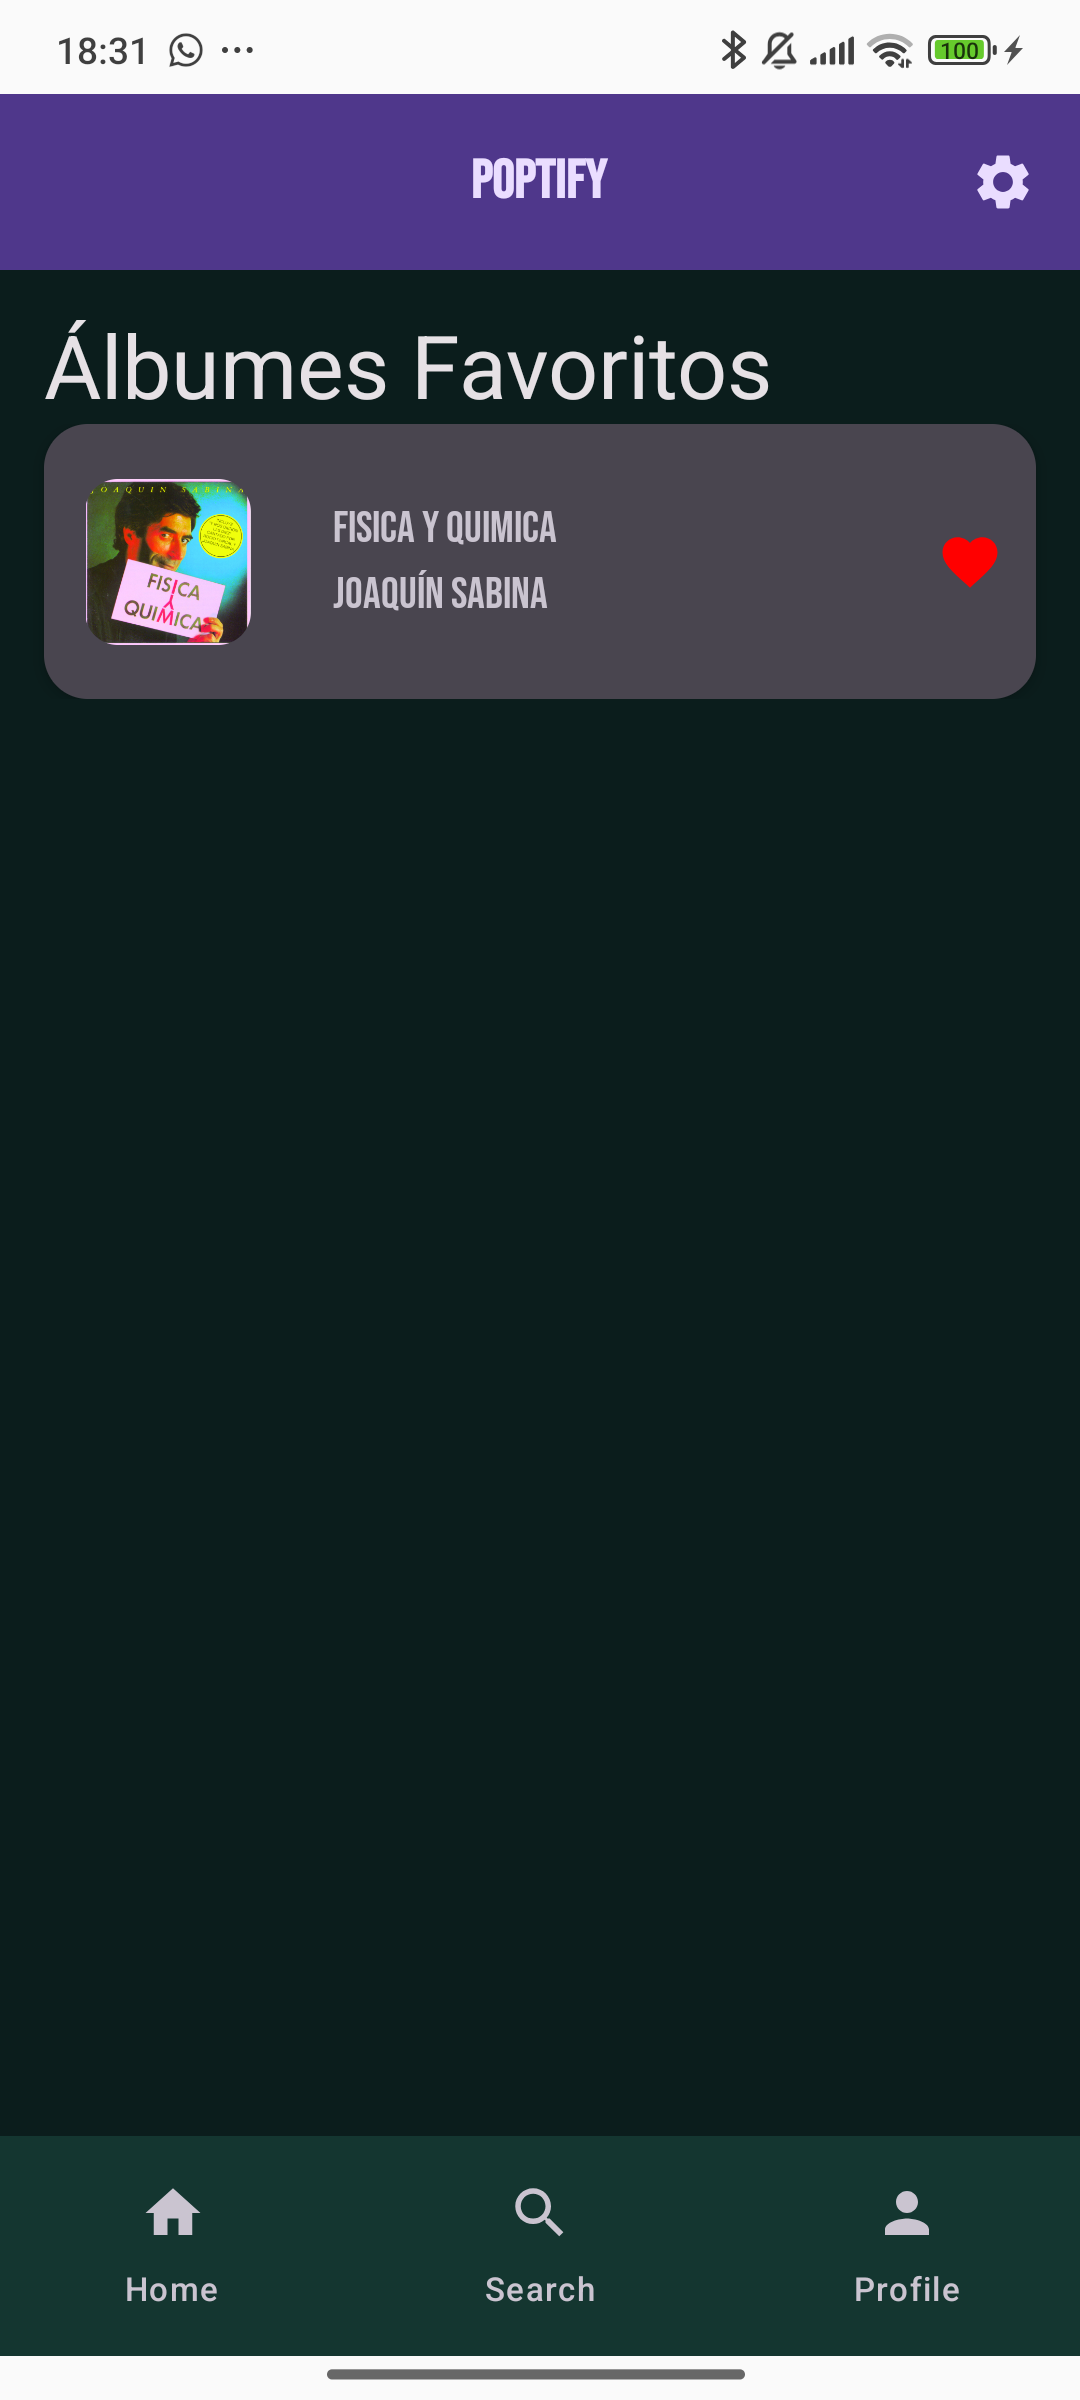 18:31
100
POPTIFY
Álbumes Favoritos
JOAQUIN SABINA
FISICA
Y
QUIMICA
FISICA Y QUIMICA
JOAQUÍN SABINA
Home
Search
Profile